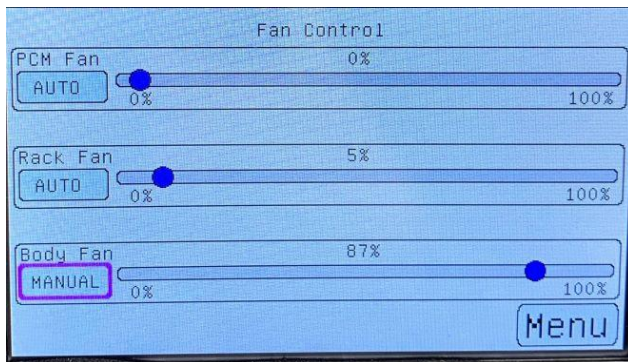 Fan Control
PCM Fan
0%
AUTO
0%
100%
Rack Fan
5%
AUTO
0%
100%
Body Fan
87%
MANUAL
0%
100%
Menu